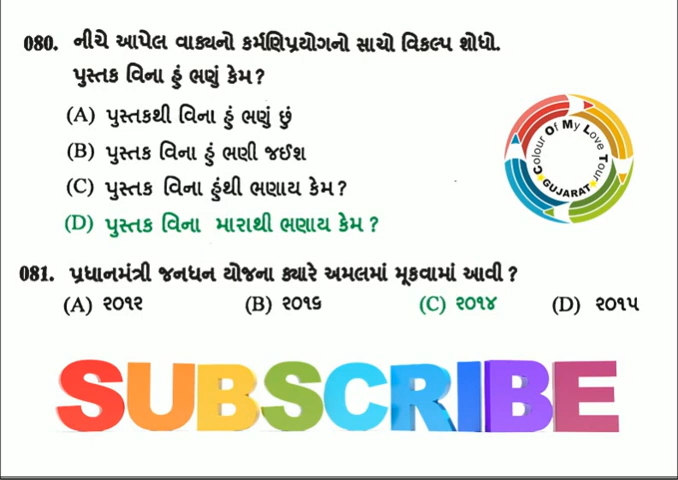 080. નીચે આપેલ વાક્યનો કર્મણિપ્રયોગનો સાચો વિકલ્પ શોધો.
પુસ્તક વિના હું ભણું કેમ?
(A) પુસ્તકથી વિના હું ભણું છું
(B) પુસ્તક વિના હું ભણી જઈશ
(C) પુસ્તક વિના હુંથી ભણાય કેમ?
(D) પુસ્તક વિના મારાથી ભણાય કેમ ?
Colour Of My Love Tour
GUJARAT
081. પ્રધાનમંત્રી જનધન યોજના ક્યારે અમલમાં મૂકવામાં આવી ?
(A) ૨૦૧૨ (B) ૨૦૧૬ (C) ૨૦૧૪ (D) ૨૦૧૫
SUBSCRIBE